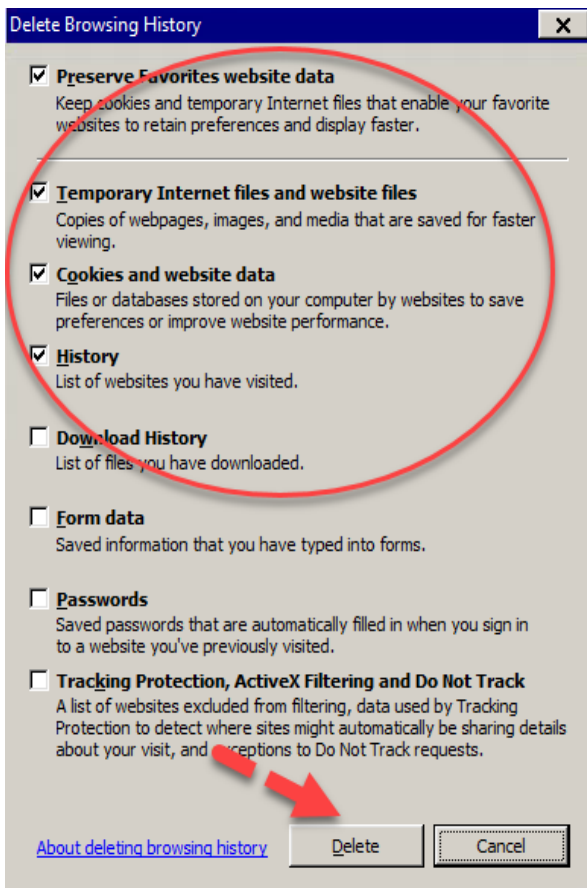 Delete Browsing History
Preserve Favorites website data
Keep cookies and temporary Internet files that enable your favorite
websites to retain preferences and display faster.
Temporary Internet files and website files
Copies of webpages, images, and media that are saved for faster
viewing.
Cookies and website data
Files or databases stored on your computer by websites to save
preferences or improve website performance.
History
List of websites you have visited.
Download History
List of files you have downloaded.
Form data
Saved information that you have typed into forms.
Passwords
Saved passwords that are automatically filled in when you sign in
to a website you've previously visited.
Tracking Protection, ActiveX Filtering and Do Not Track
A list of websites excluded from filtering, data used by Tracking
Protection to detect where sites might automatically be sharing details
about your visit, and exceptions to Do Not Track requests.
About deleting browsing history
Delete
Cancel